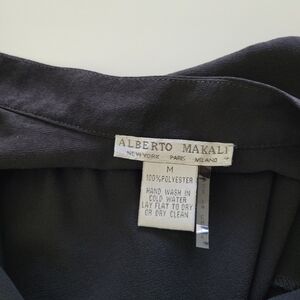 ALBERTO MAKALI
NEW YORK PARIS MILANO
M
100% POLYESTER
HAND WASH IN
COLD WATER
LAY FLAT TO DRY
OR DRY CLEAN